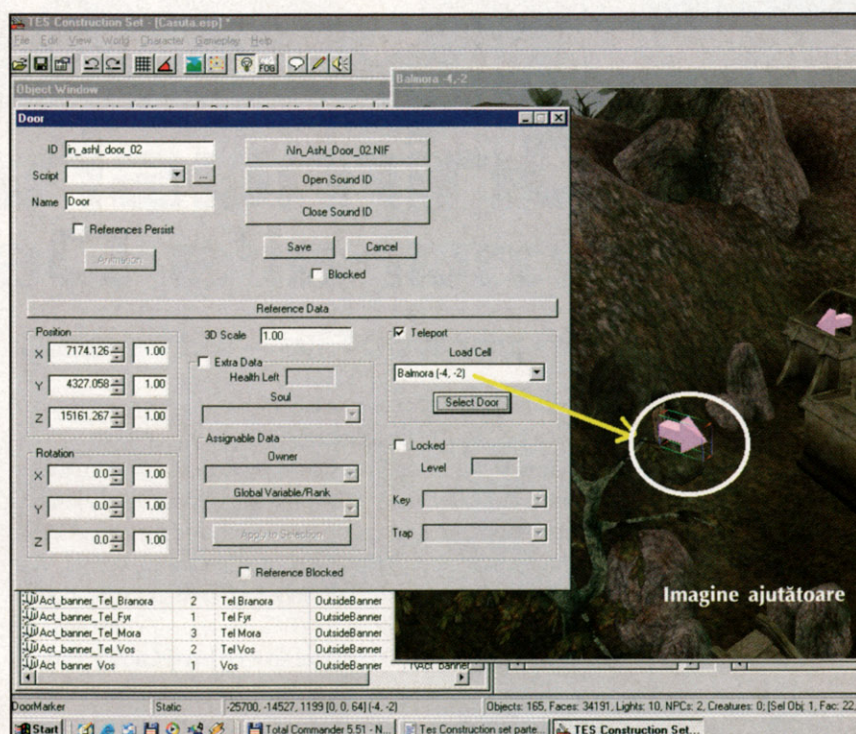 TES Construction Set - [Casuta.esp] *
File Edit View World Character Gameplay Help
FOG
Object Window
Balmora -4,-2
Door
ID in_ashl_door_02
i\In_Ashl_Door_02.NIF
Script
...
Open Sound ID
Name Door
Close Sound ID
References Persist
Animation
Save Cancel
Blocked
Reference Data
Position
X 7174.126 1.00
Y 4327.058 1.00
Z 15161.267 1.00
Rotation
X 0.0 1.00
Y 0.0 1.00
Z 0.0 1.00
3D Scale 1.00
Extra Data
Health Left
Soul
Assignable Data
Owner
Global Variable/Rank
Apply to Selection
Reference Blocked
Teleport
Load Cell
Balmora (-4, -2)
Select Door
Locked
Level
Key
Trap
Imagine ajutătoare
Act_banner_Tel_Branora 2 Tel Branora OutsideBanner
Act_banner_Tel_Fyr 1 Tel Fyr OutsideBanner
Act_banner_Tel_Mora 3 Tel Mora OutsideBanner
Act_banner_Tel_Vos 2 Tel Vos OutsideBanner
Act_banner_Vos 1 Vos OutsideBanner
DoorMarker Static -25700, -14527, 1199 [0, 0, 64] (-4, -2) Objects: 165, Faces: 34191, Lights: 10, NPCs: 2, Creatures: 0; [Sel Obj: 1, Fac: 22,
Start Total Commander 5.51 - N... Tes Construction set parte... TES Construction Set...